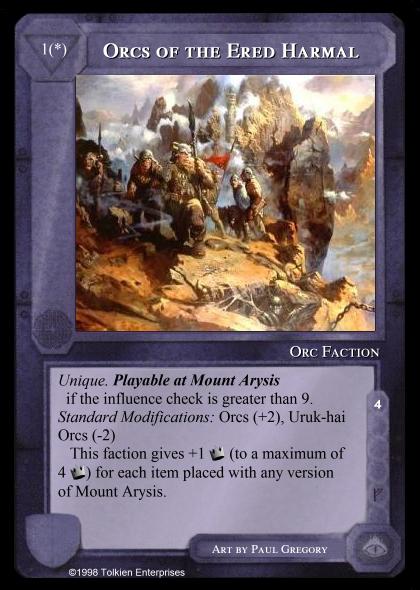 1(*)
Orcs of the Ered Harmal
Orc Faction
Unique. Playable at Mount Arysis
if the influence check is greater than 9.
Standard Modifications: Orcs (+2), Uruk-hai
Orcs (-2)
This faction gives +1 (to a maximum of
4 ) for each item placed with any version
of Mount Arysis.
4
Art by Paul Gregory
©1998 Tolkien Enterprises